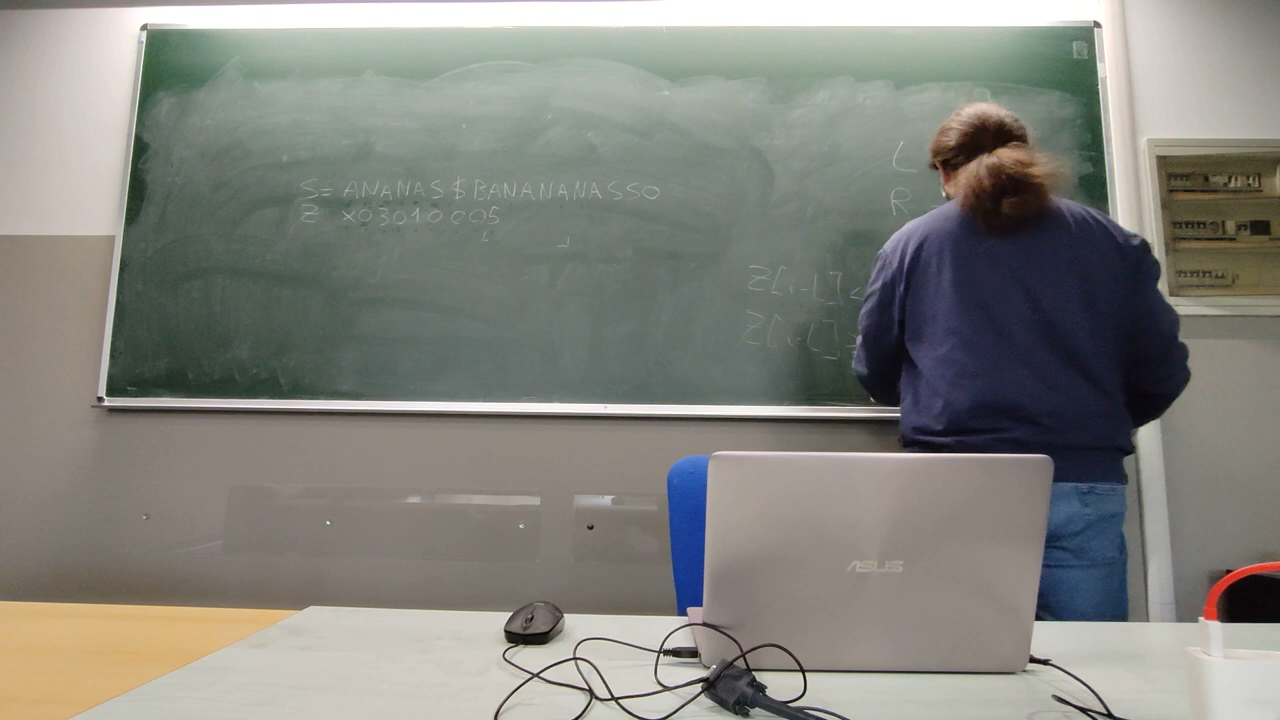 S= ANANAS$BANANANASSO
Z x03010005
L
R
Z[i-L] <
Z[i-L] =
ASUS